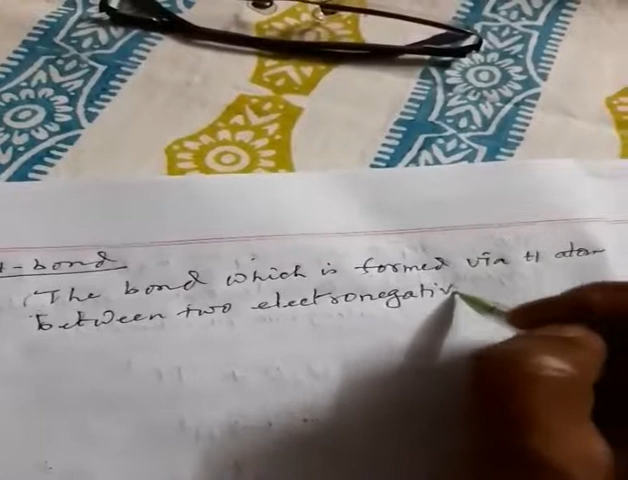 H-bond
(The bond which is formed via H atom
between two electronegativ